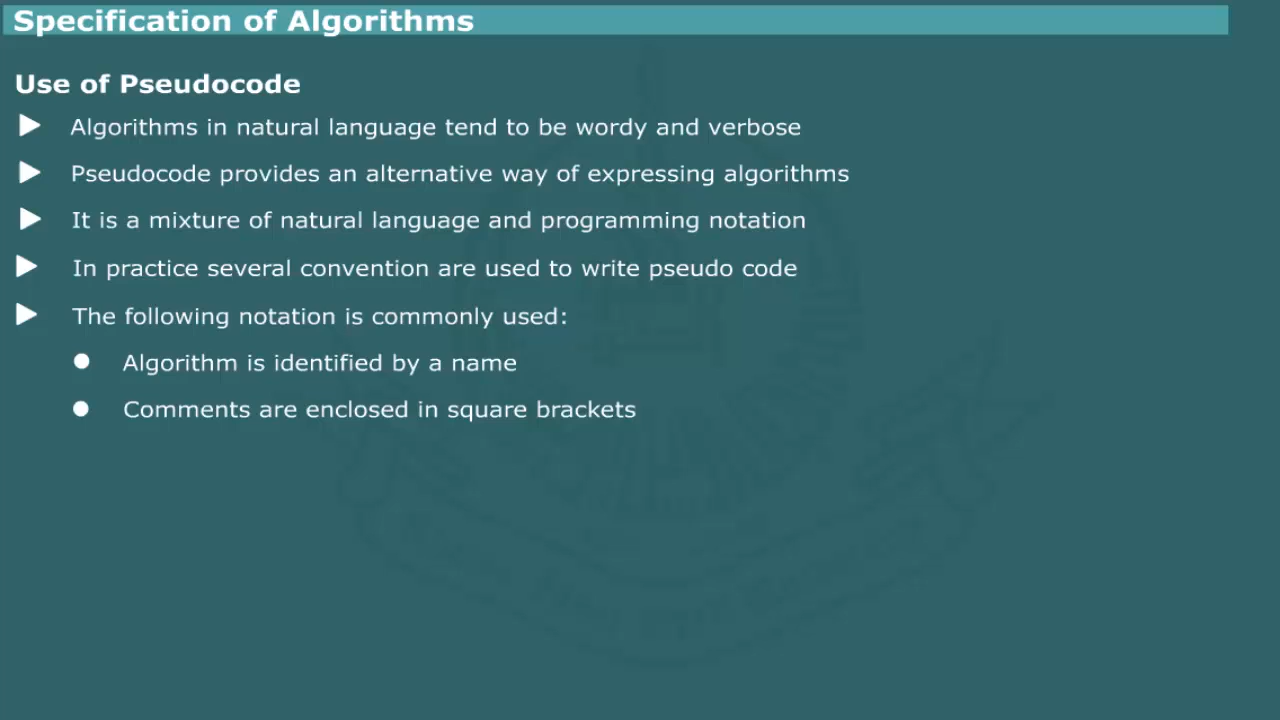 Specification of Algorithms
Use of Pseudocode
Algorithms in natural language tend to be wordy and verbose
Pseudocode provides an alternative way of expressing algorithms
It is a mixture of natural language and programming notation
In practice several convention are used to write pseudo code
The following notation is commonly used:
Algorithm is identified by a name
Comments are enclosed in square brackets